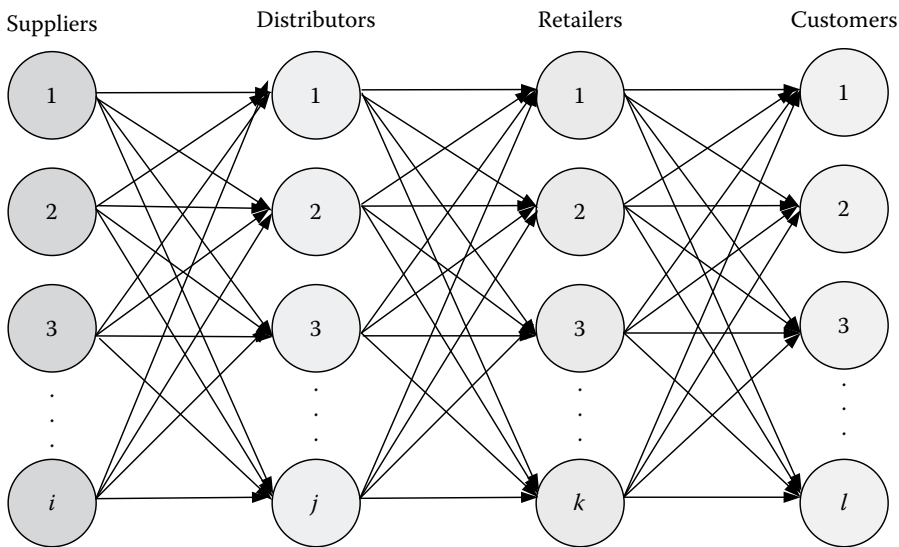 Suppliers Distributors Retailers Customers
1 1 1 1
2 2 2 2
3 3 3 3
i j k l